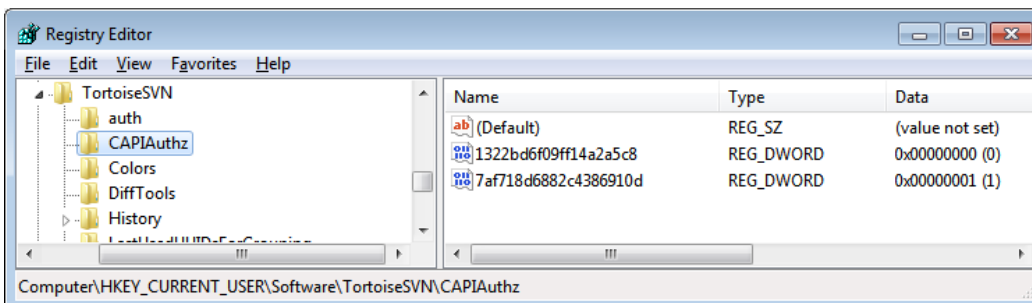 Registry Editor
File Edit View Favorites Help
TortoiseSVN
auth
CAPIAuthz
Colors
DiffTools
History
LastUsedUUIDsForGrouping
Name Type Data
(Default) REG_SZ (value not set)
1322bd6f09ff14a2a5c8 REG_DWORD 0x00000000 (0)
7af718d6882c4386910d REG_DWORD 0x00000001 (1)
Computer\HKEY_CURRENT_USER\Software\TortoiseSVN\CAPIAuthz